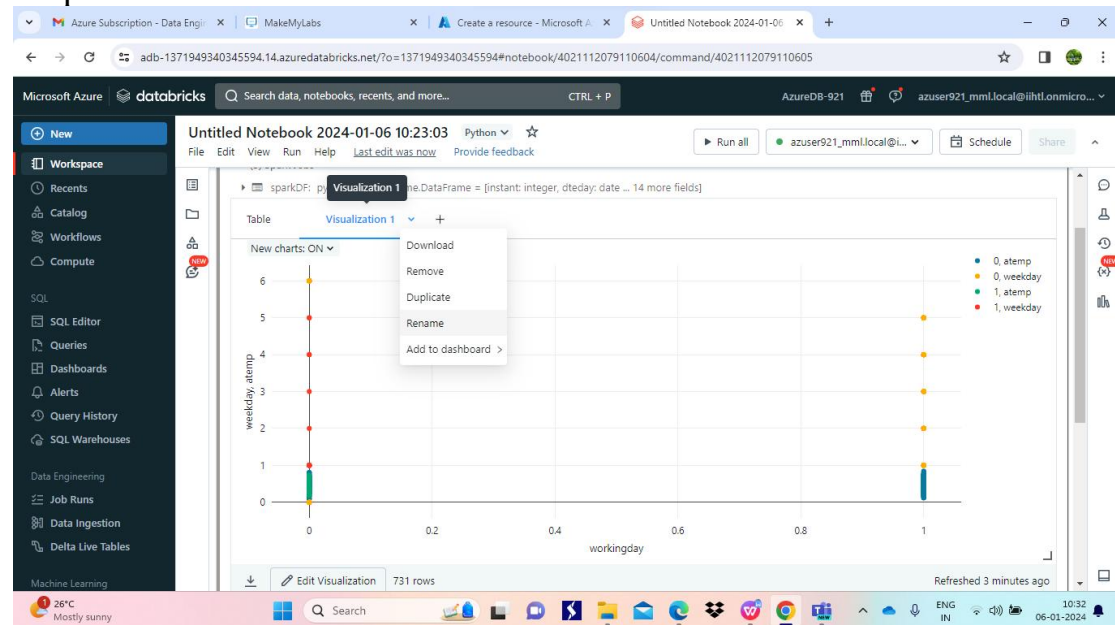 Azure Subscription - Data Engin
MakeMyLabs
Create a resource - Microsoft A
Untitled Notebook 2024-01-06
adb-1371949340345594.14.azuredatabricks.net/?o=1371949340345594#notebook/4021112079110604/command/4021112079110605
Microsoft Azure databricks Search data, notebooks, recents, and more... CTRL + P AzureDB-921 azuser921_mml.local@iihtl.onmicro...
New
Workspace
Recents
Catalog
Workflows
Compute
SQL
SQL Editor
Queries
Dashboards
Alerts
Query History
SQL Warehouses
Data Engineering
Job Runs
Data Ingestion
Delta Live Tables
Machine Learning
Untitled Notebook 2024-01-06 10:23:03 Python
File Edit View Run Help Last edit was now Provide feedback
Run all azuser921_mml.local@i... Schedule Share
NEW
NEW
sparkDF: me.DataFrame = [instant: integer, dteday: date ... 14 more fields]
Visualization 1
Table Visualization 1 +
New charts: ON
Download
Remove
Duplicate
Rename
Add to dashboard >
0, atemp
0, weekday
1, atemp
1, weekday
weekday, atemp
6
5
4
3
2
1
0
0 0.2 0.4 0.6 0.8 1
workingday
Edit Visualization 731 rows Refreshed 3 minutes ago
26°C
Mostly sunny
Search
ENG
IN
10:32
06-01-2024